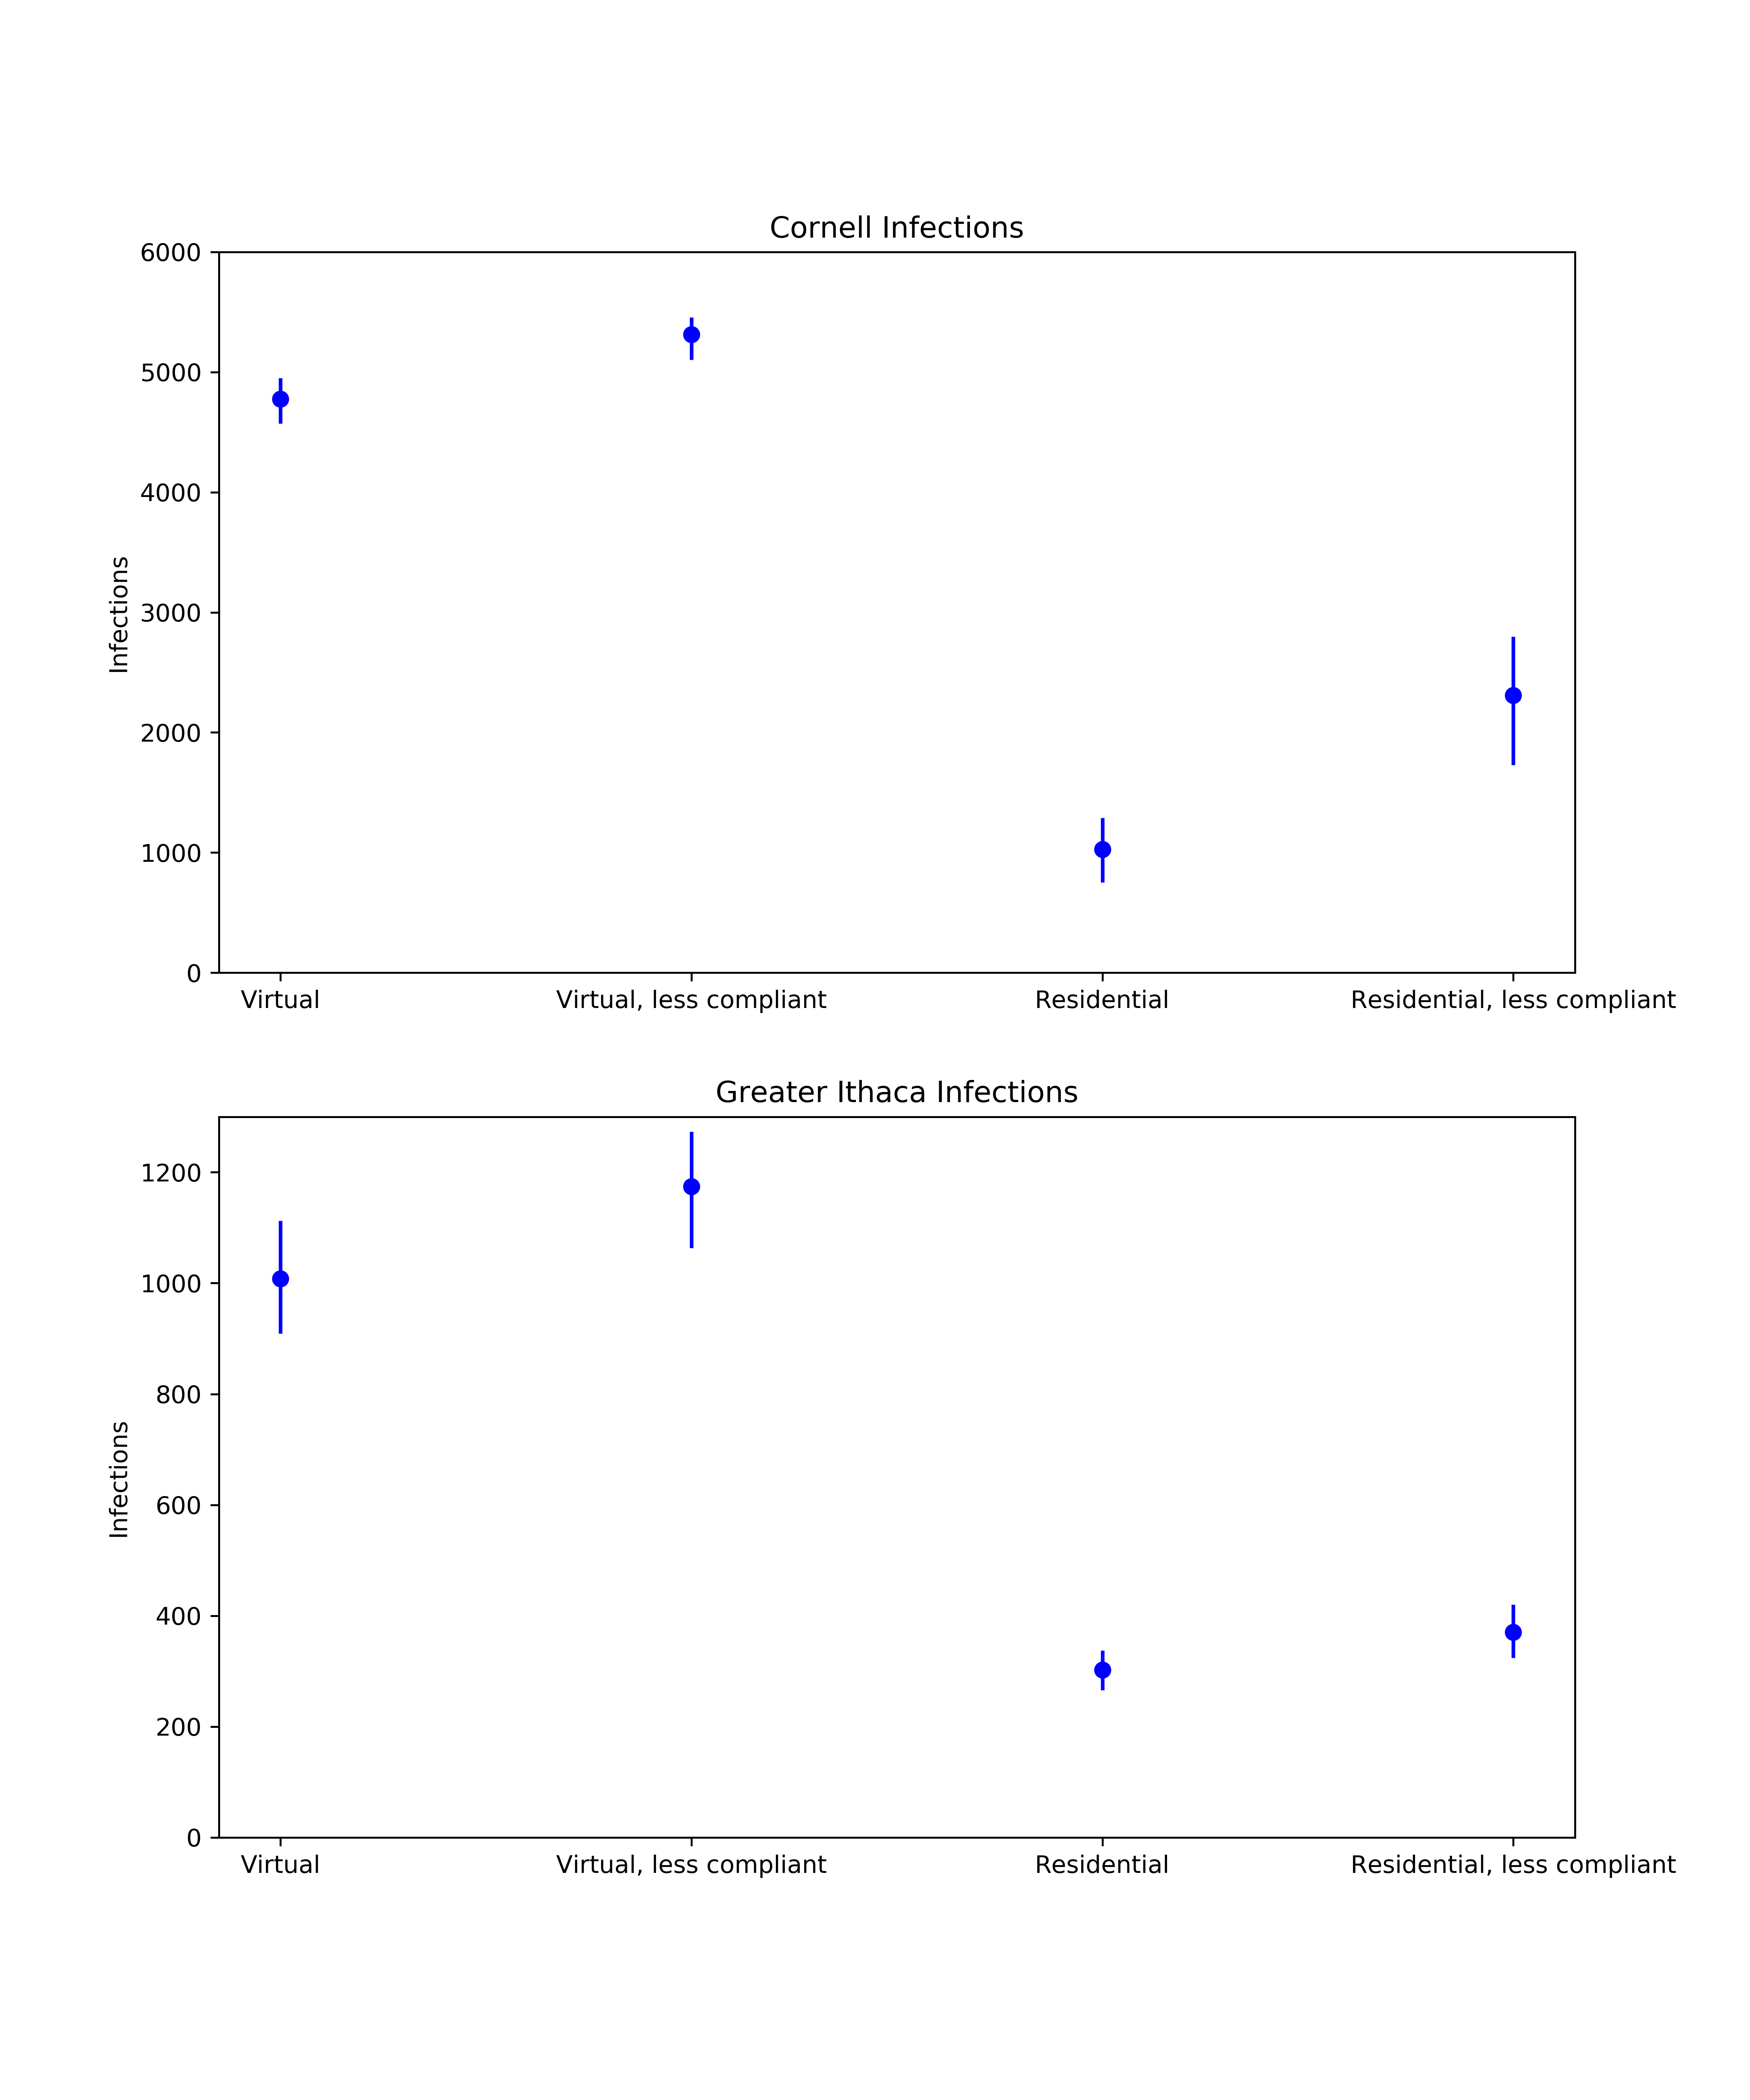 Cornell Infections
6000
5000
4000
3000
2000
1000
0
Infections
Virtual
Virtual, less compliant
Residential
Residential, less compliant
Greater Ithaca Infections
1200
1000
800
600
400
200
0
Infections
Virtual
Virtual, less compliant
Residential
Residential, less compliant